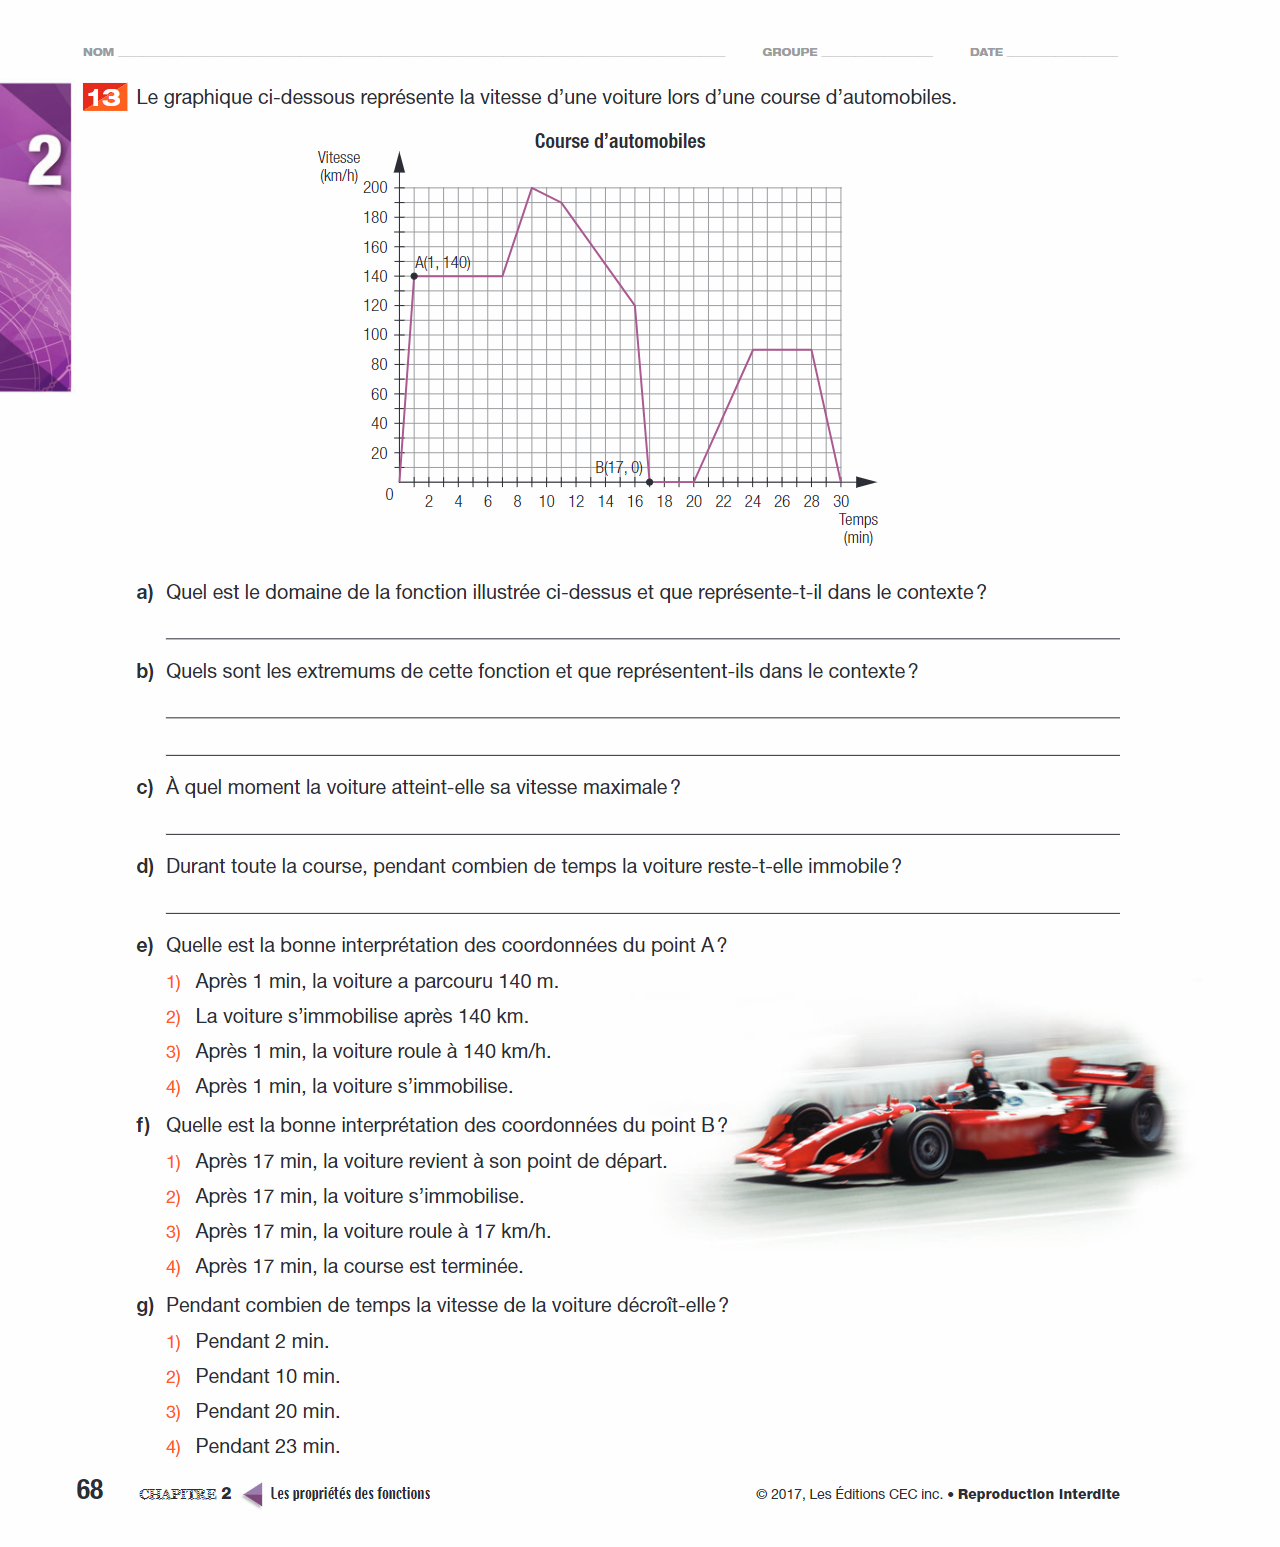 NOM GROUPE DATE
2
13 Le graphique ci-dessous représente la vitesse d’une voiture lors d’une course d’automobiles.
Course d’automobiles
Vitesse
(km/h)
200
180
160
A(1, 140)
140
120
100
80
60
40
20
B(17, 0)
0
2 4 6 8 10 12 14 16 18 20 22 24 26 28 30
Temps
(min)
a) Quel est le domaine de la fonction illustrée ci-dessus et que représente-t-il dans le contexte ?
b) Quels sont les extremums de cette fonction et que représentent-ils dans le contexte ?
c) À quel moment la voiture atteint-elle sa vitesse maximale ?
d) Durant toute la course, pendant combien de temps la voiture reste-t-elle immobile ?
e) Quelle est la bonne interprétation des coordonnées du point A ?
1) Après 1 min, la voiture a parcouru 140 m.
2) La voiture s’immobilise après 140 km.
3) Après 1 min, la voiture roule à 140 km/h.
4) Après 1 min, la voiture s’immobilise.
f) Quelle est la bonne interprétation des coordonnées du point B ?
1) Après 17 min, la voiture revient à son point de départ.
2) Après 17 min, la voiture s’immobilise.
3) Après 17 min, la voiture roule à 17 km/h.
4) Après 17 min, la course est terminée.
g) Pendant combien de temps la vitesse de la voiture décroît-elle ?
1) Pendant 2 min.
2) Pendant 10 min.
3) Pendant 20 min.
4) Pendant 23 min.
68 CHAPITRE 2 Les propriétés des fonctions
© 2017, Les Éditions CEC inc. • Reproduction interdite